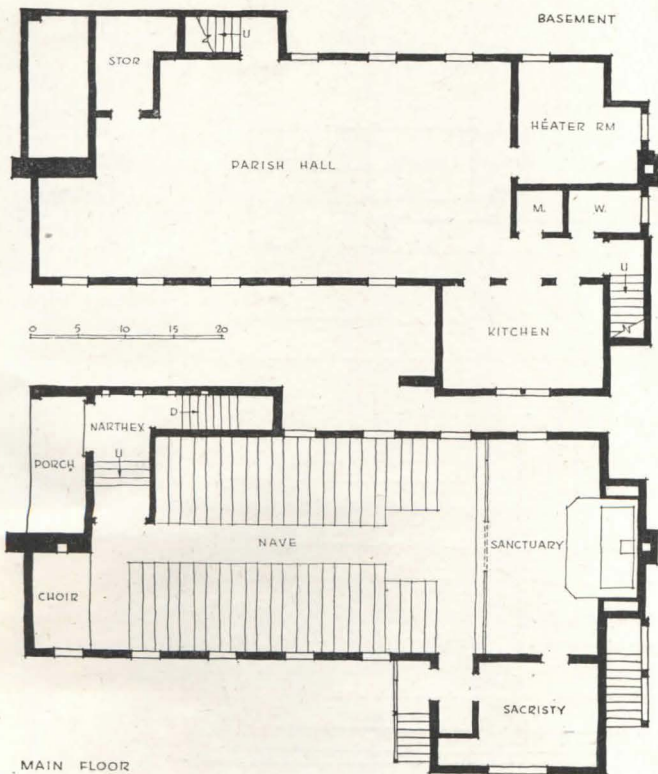 BASEMENT
U
STOR
HEATER RM
PARISH HALL
M.
W.
U
KITCHEN
0 5 10 15 20
D
NARTHEX
PORCH
U
NAVE
SANCTUARY
CHOIR
SACRISTY
MAIN FLOOR